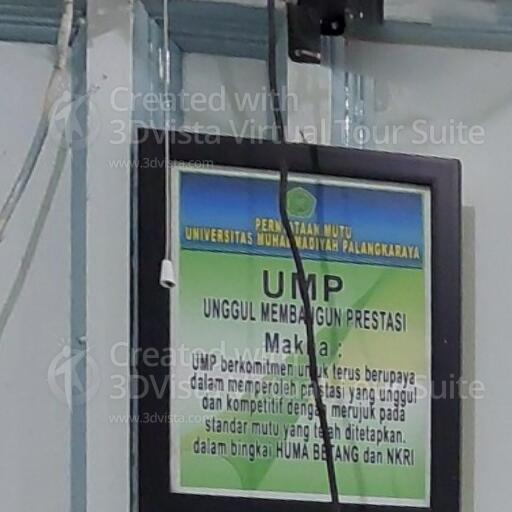 Created with
3DVista Virtual Tour Suite
www.3dvista.com
PERNYATAAN MUTU
UNIVERSITAS MUHAMMADIYAH PALANGKARAYA
UMP
UNGGUL MEMBANGUN PRESTASI
Makna :
UMP berkomitmen untuk terus berupaya
dalam memperoleh prestasi yang unggul
dan kompetitif dengan merujuk pada
standar mutu yang telah ditetapkan.
dalam bingkai HUMA BETANG dan NKRI
Created with
3DVista Virtual Tour Suite
www.3dvista.com